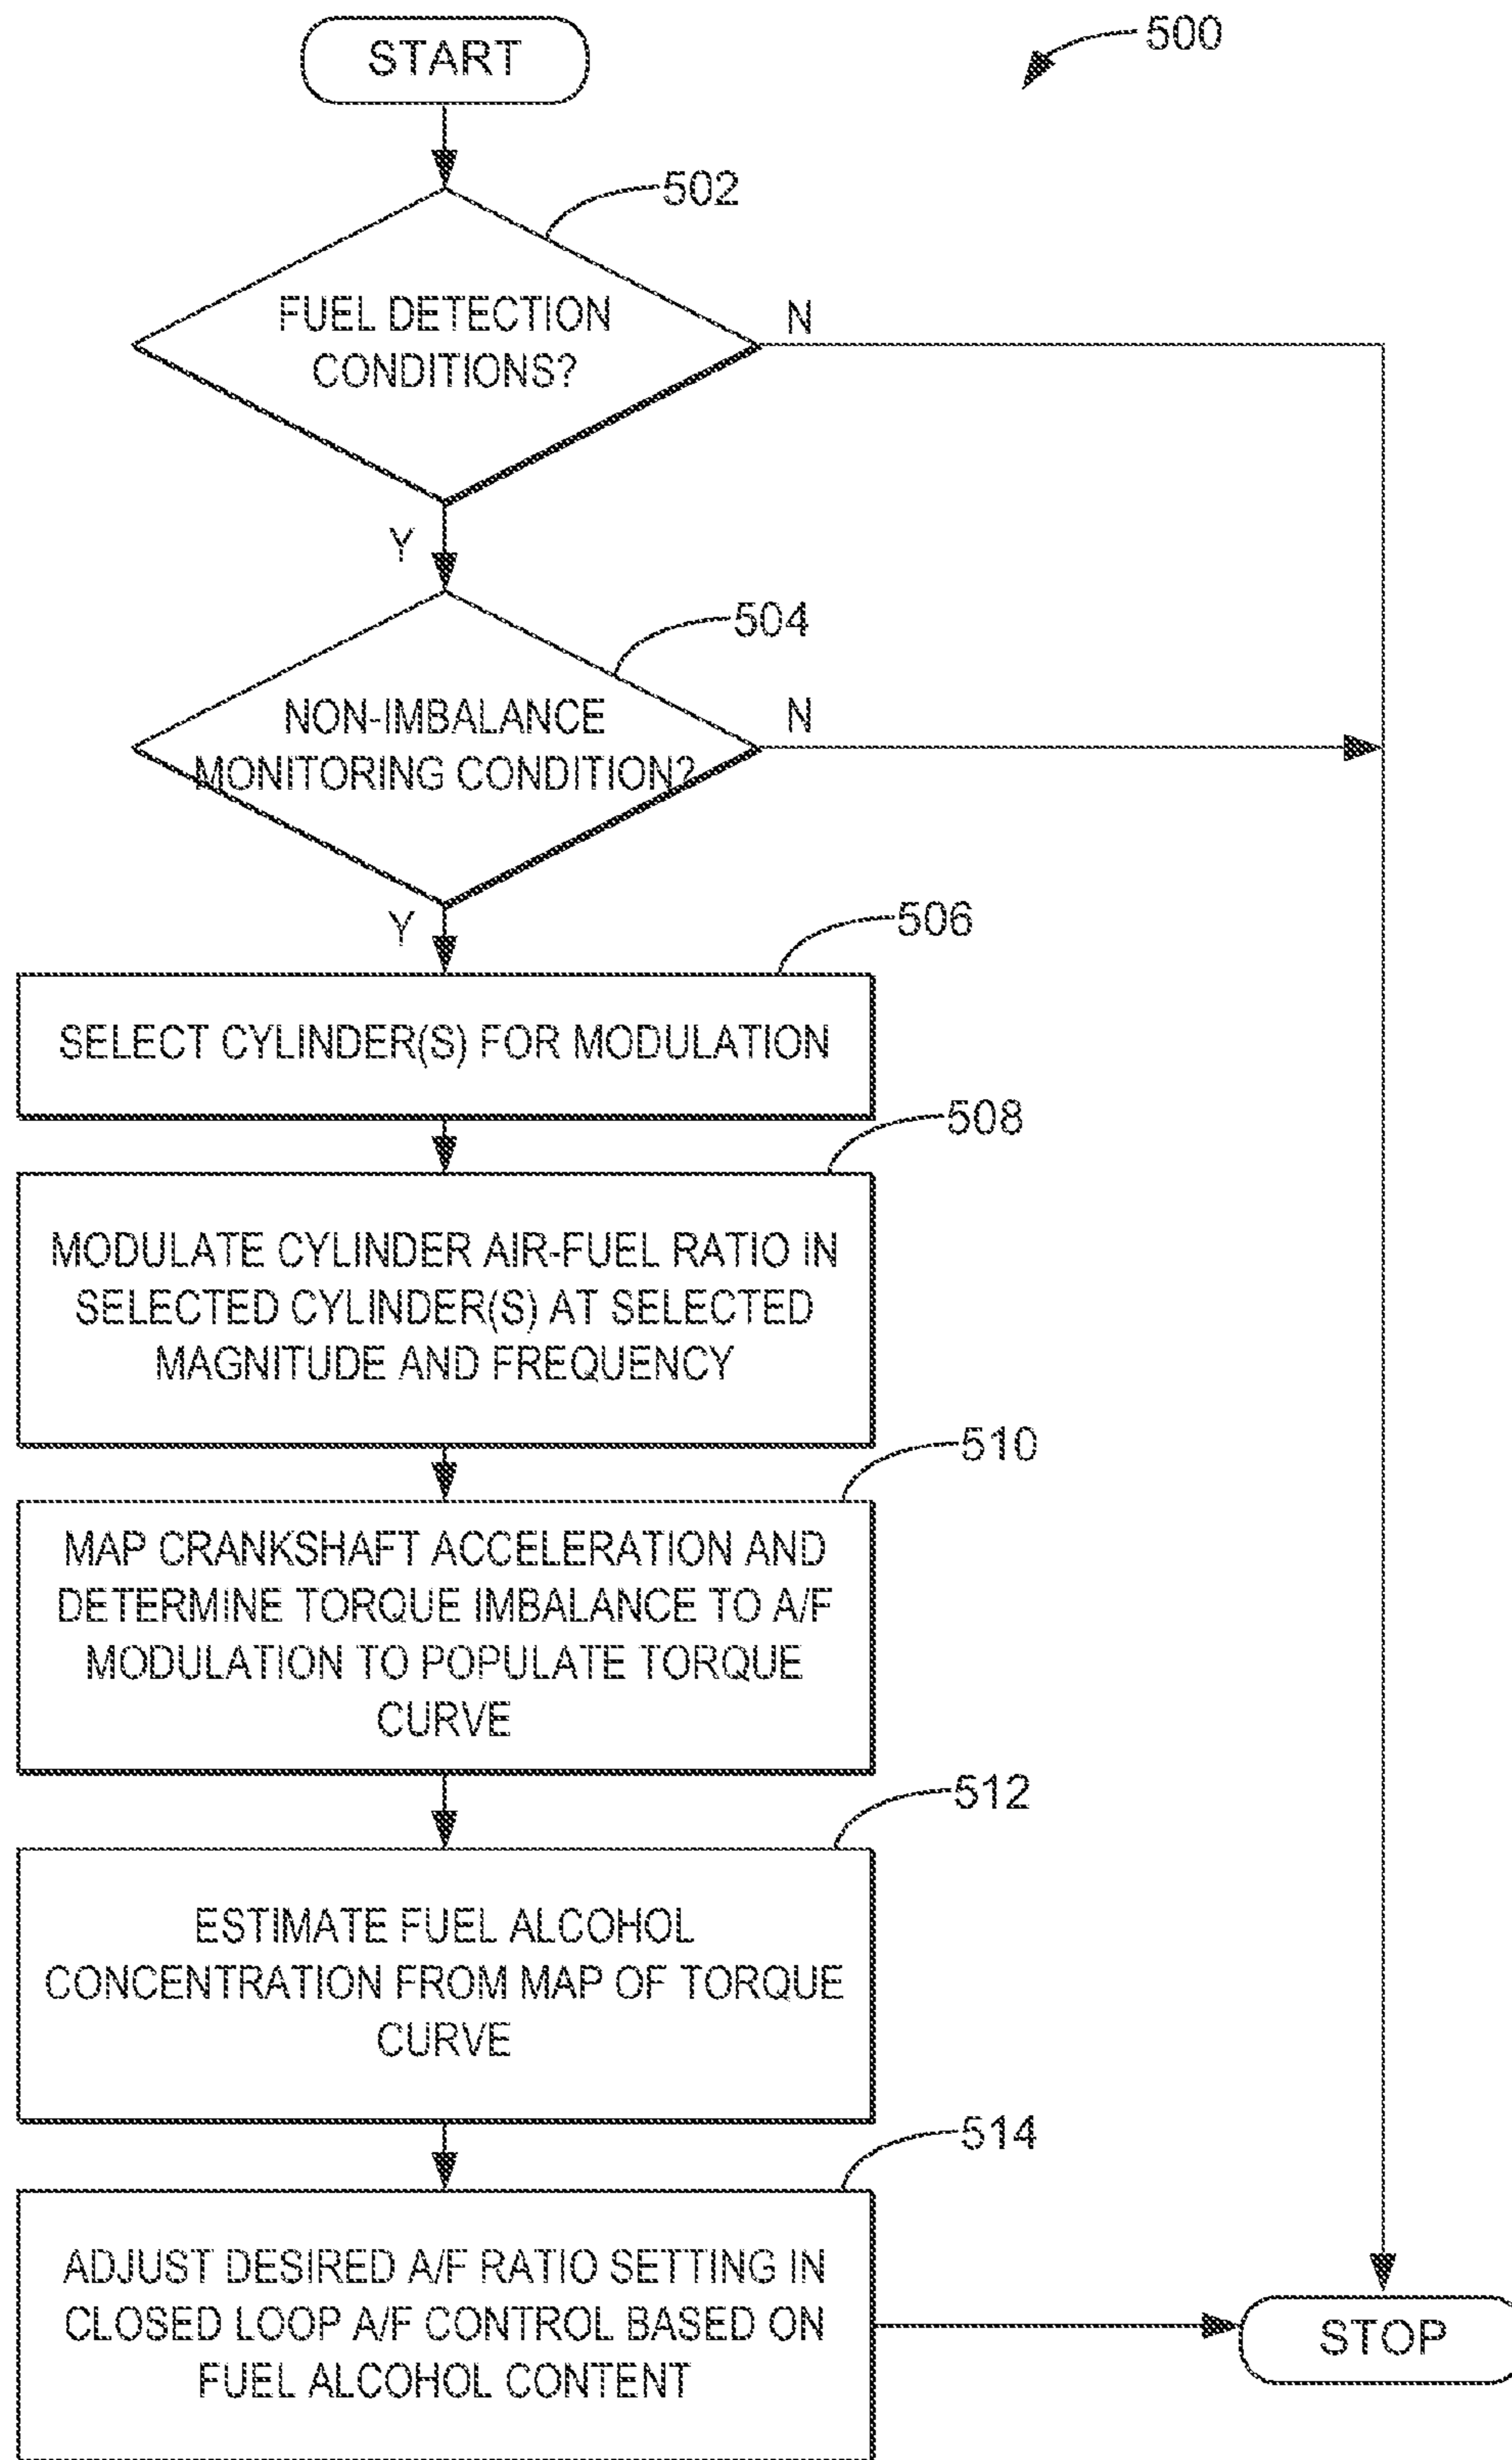 START
500
502
FUEL DETECTION
CONDITIONS?
N
Y
504
NON-IMBALANCE
MONITORING CONDITION?
N
Y
506
SELECT CYLINDER(S) FOR MODULATION
508
MODULATE CYLINDER AIR-FUEL RATIO IN
SELECTED CYLINDER(S) AT SELECTED
MAGNITUDE AND FREQUENCY
510
MAP CRANKSHAFT ACCELERATION AND
DETERMINE TORQUE IMBALANCE TO A/F
MODULATION TO POPULATE TORQUE
CURVE
512
ESTIMATE FUEL ALCOHOL
CONCENTRATION FROM MAP OF TORQUE
CURVE
514
ADJUST DESIRED A/F RATIO SETTING IN
CLOSED LOOP A/F CONTROL BASED ON
FUEL ALCOHOL CONTENT
STOP